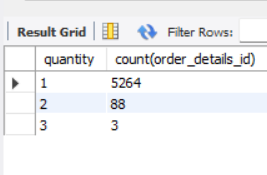 Result Grid Filter Rows:
quantity count(order_details_id)
1 5264
2 88
3 3